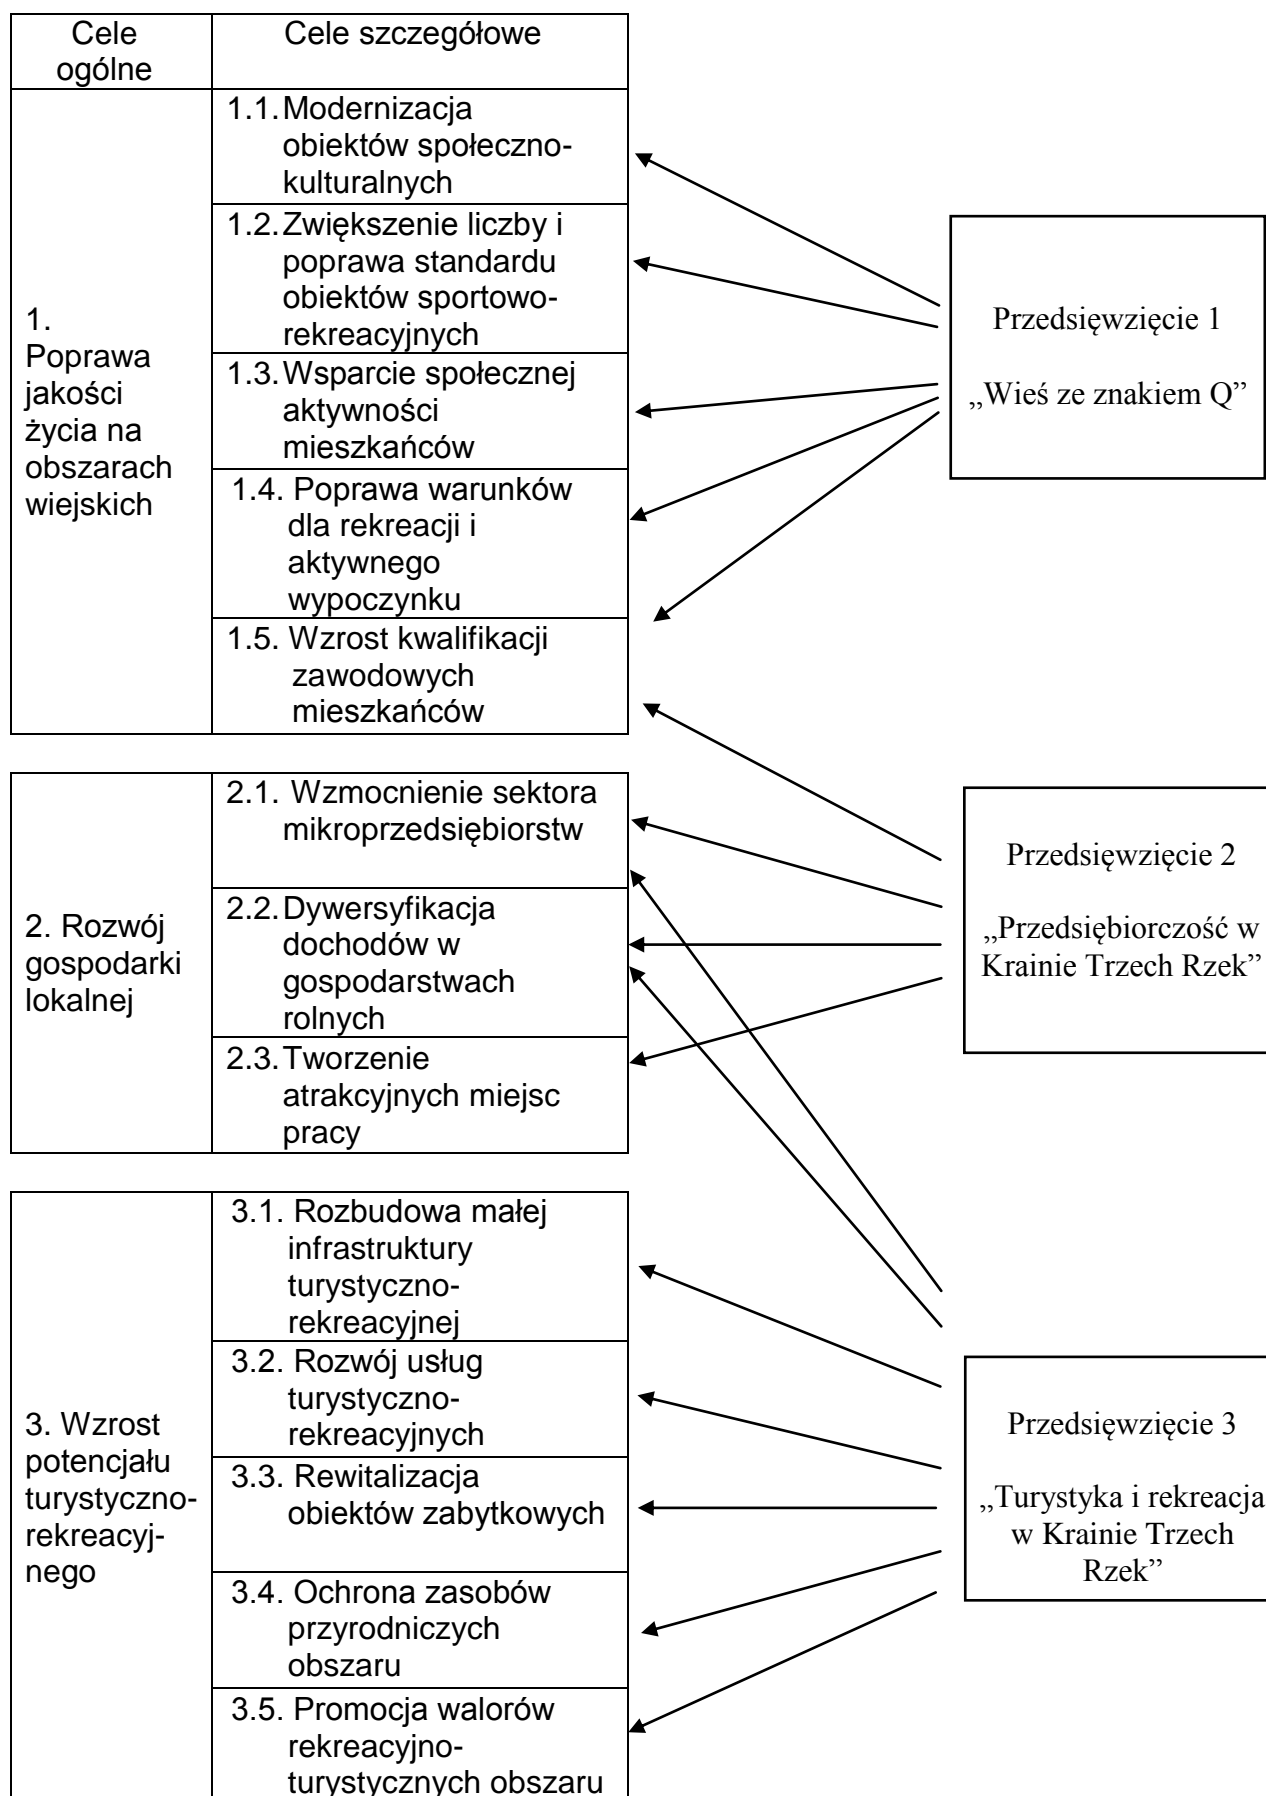 Cele
ogólne
Cele szczegółowe
1.
Poprawa
jakości
życia na
obszarach
wiejskich
1.1. Modernizacja
obiektów społeczno-
kulturalnych
1.2. Zwiększenie liczby i
poprawa standardu
obiektów sportowo-
rekreacyjnych
1.3. Wsparcie społecznej
aktywności
mieszkańców
1.4. Poprawa warunków
dla rekreacji i
aktywnego
wypoczynku
1.5. Wzrost kwalifikacji
zawodowych
mieszkańców
Przedsięwzięcie 1
„Wieś ze znakiem Q”
2. Rozwój
gospodarki
lokalnej
2.1. Wzmocnienie sektora
mikroprzedsiębiorstw
2.2. Dywersyfikacja
dochodów w
gospodarstwach
rolnych
2.3. Tworzenie
atrakcyjnych miejsc
pracy
Przedsięwzięcie 2
„Przedsiębiorczość w
Krainie Trzech Rzek”
3. Wzrost
potencjału
turystyczno-
rekreacyj-
nego
3.1. Rozbudowa małej
infrastruktury
turystyczno-
rekreacyjnej
3.2. Rozwój usług
turystyczno-
rekreacyjnych
3.3. Rewitalizacja
obiektów zabytkowych
3.4. Ochrona zasobów
przyrodniczych
obszaru
3.5. Promocja walorów
rekreacyjno-
turystycznych obszaru
Przedsięwzięcie 3
„Turystyka i rekreacja
w Krainie Trzech
Rzek”